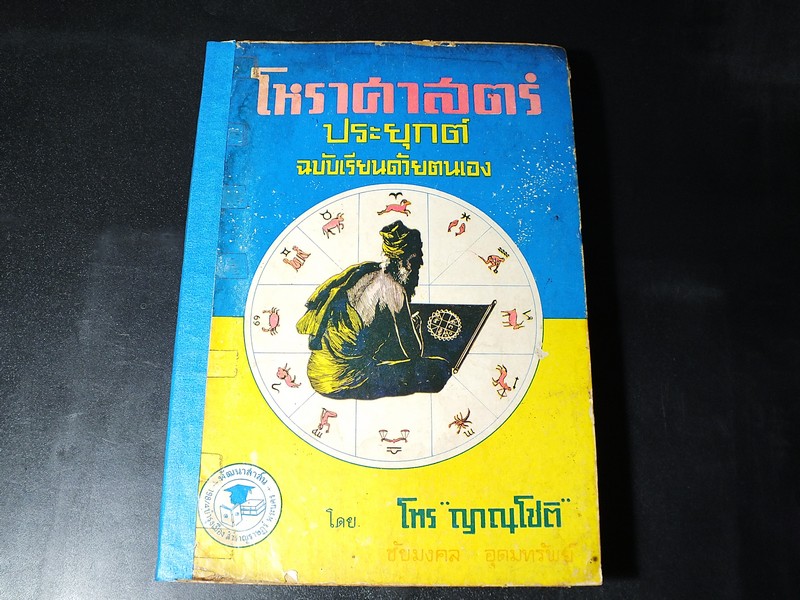 โหราศาสตร์
ประยุกต์
ฉบับเรียนด้วยตนเอง
69
โดย.
โหร "ญาณโชติ"
ชัยมงคล อุดมทรัพย์